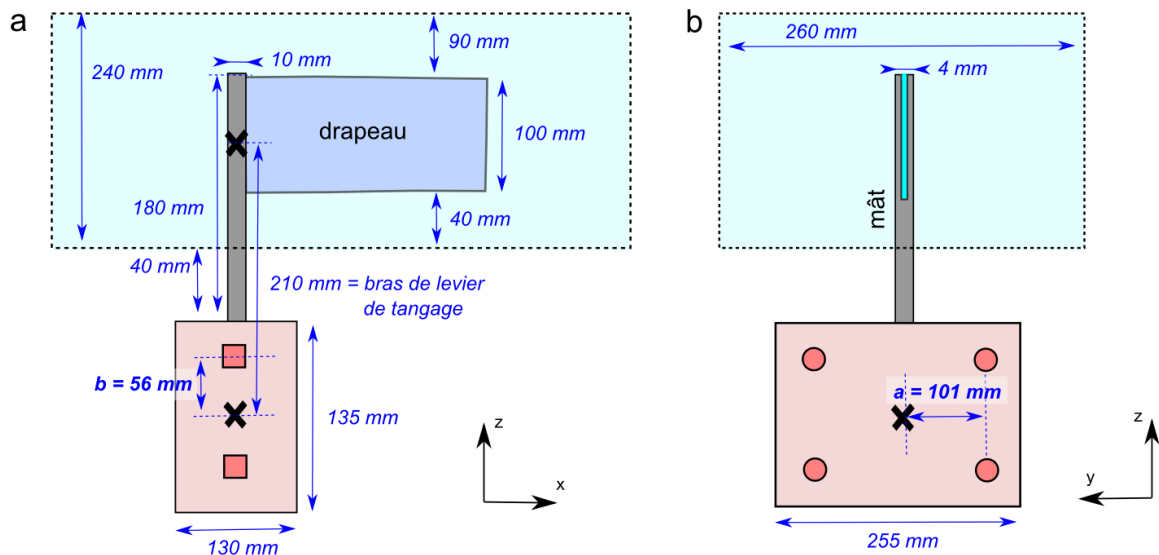 a
240 mm
10 mm
90 mm
drapeau
100 mm
180 mm
40 mm
40 mm
210 mm = bras de levier
de tangage
b = 56 mm
135 mm
130 mm
z
x
b
260 mm
4 mm
mât
a = 101 mm
255 mm
z
y